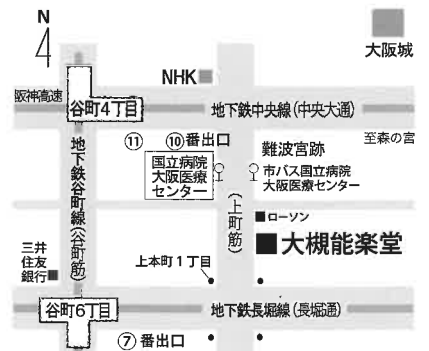 N
大阪城
NHK
阪神高速
谷町4丁目
地下鉄中央線(中央大通)
⑪
⑩番出口
難波宮跡
至森の宮
国立病院
大阪医療
センター
市バス国立病院
大阪医療センター
地下鉄谷町線(谷町筋)
(上町筋)
ローソン
大槻能楽堂
三井
住友
銀行
上本町1丁目
谷町6丁目
地下鉄長堀線(長堀通)
⑦番出口